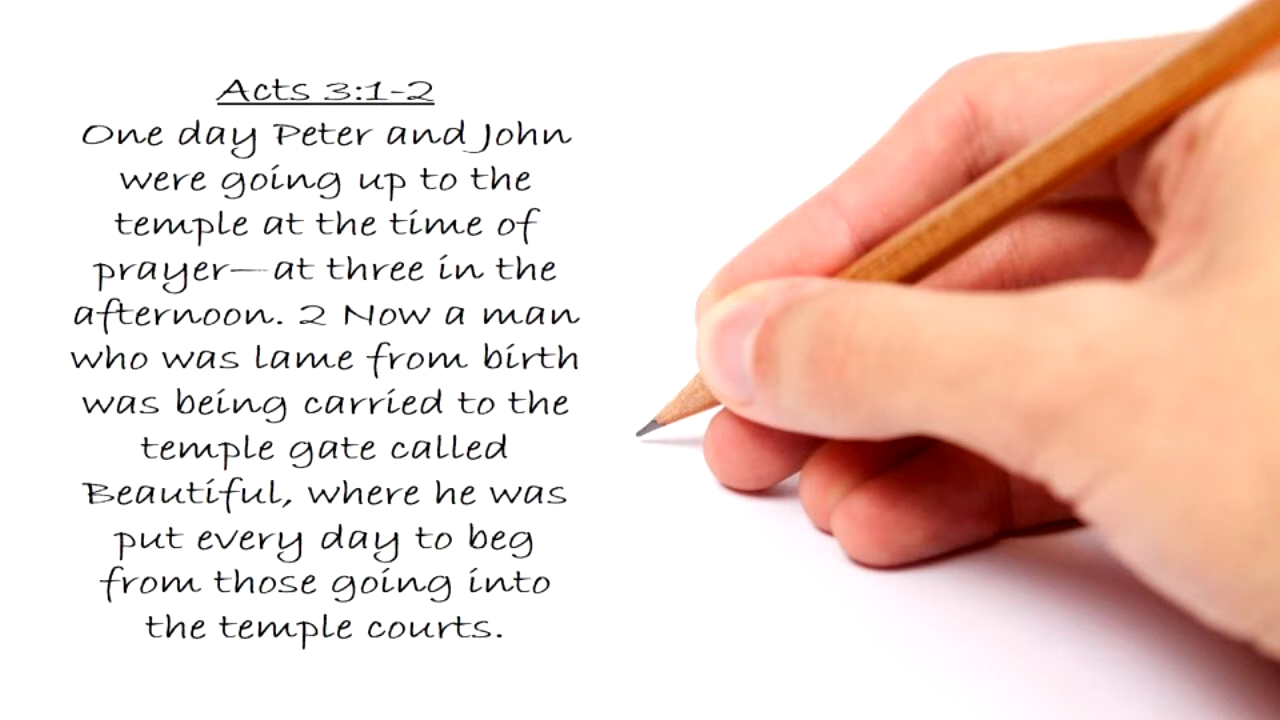 Acts 3:1-2
One day Peter and John
were going up to the
temple at the time of
prayer—at three in the
afternoon. 2 Now a man
who was lame from birth
was being carried to the
temple gate called
Beautiful, where he was
put every day to beg
from those going into
the temple courts.